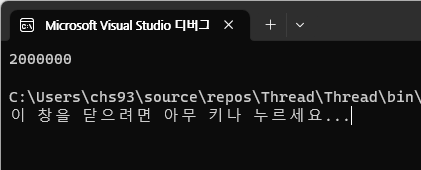 Microsoft Visual Studio 디버그
2000000
C:\Users\chs93\source\repos\Thread\Thread\bin\
이 창을 닫으려면 아무 키나 누르세요...